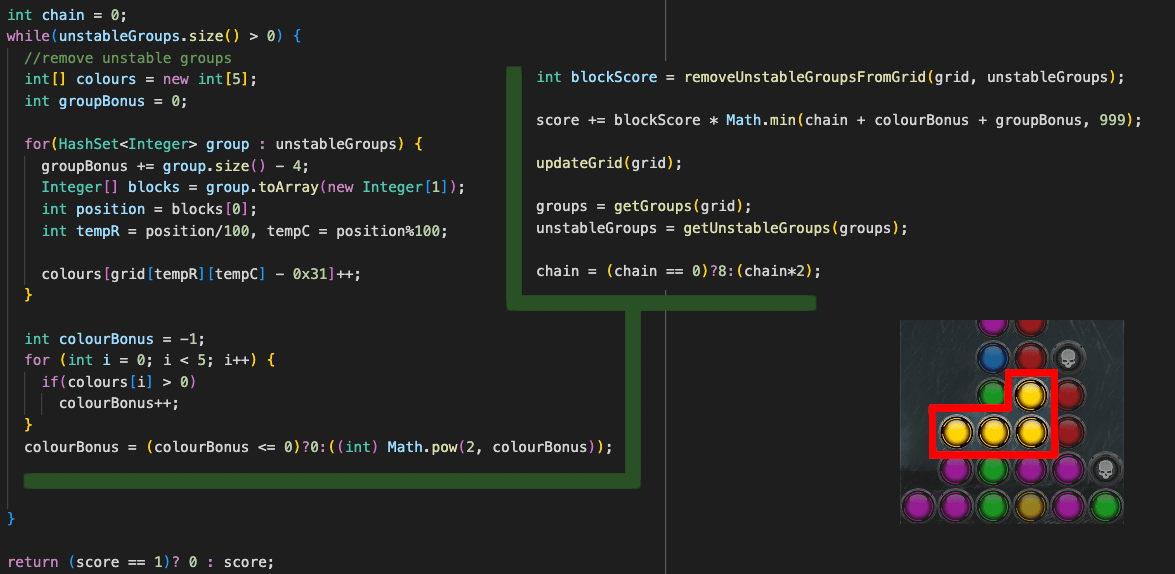 int chain = 0;
while(unstableGroups.size() > 0) {
//remove unstable groups
int[] colours = new int[5];
int groupBonus = 0;
for(HashSet<Integer> group : unstableGroups) {
groupBonus += group.size() - 4;
Integer[] blocks = group.toArray(new Integer[1]);
int position = blocks[0];
int tempR = position/100, tempC = position%100;
colours[grid[tempR][tempC] - 0x31]++;
}
int colourBonus = -1;
for (int i = 0; i < 5; i++) {
if(colours[i] > 0)
colourBonus++;
}
colourBonus = (colourBonus <= 0)?0:((int) Math.pow(2, colourBonus));
int blockScore = removeUnstableGroupsFromGrid(grid, unstableGroups);
score += blockScore * Math.min(chain + colourBonus + groupBonus, 999);
updateGrid(grid);
groups = getGroups(grid);
unstableGroups = getUnstableGroups(groups);
chain = (chain == 0)?8:(chain*2);
}
return (score == 1)? 0 : score;